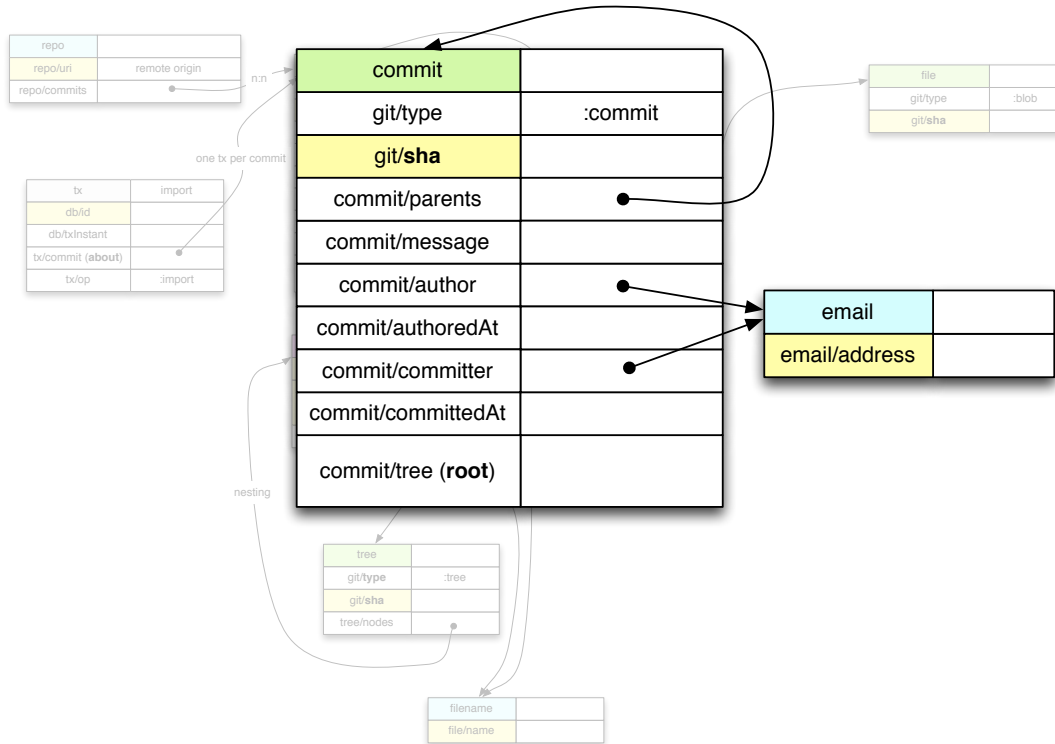 repo
repo/uri remote origin
repo/commits
n:n
one tx per commit
tx import
db/id
db/txInstant
tx/commit (about)
tx/op :import
commit
git/type :commit
git/sha
commit/parents
commit/message
commit/author
commit/authoredAt
commit/committer
commit/committedAt
commit/tree (root)
file
git/type :blob
git/sha
email
email/address
nesting
tree
git/type :tree
git/sha
tree/nodes
filename
file/name